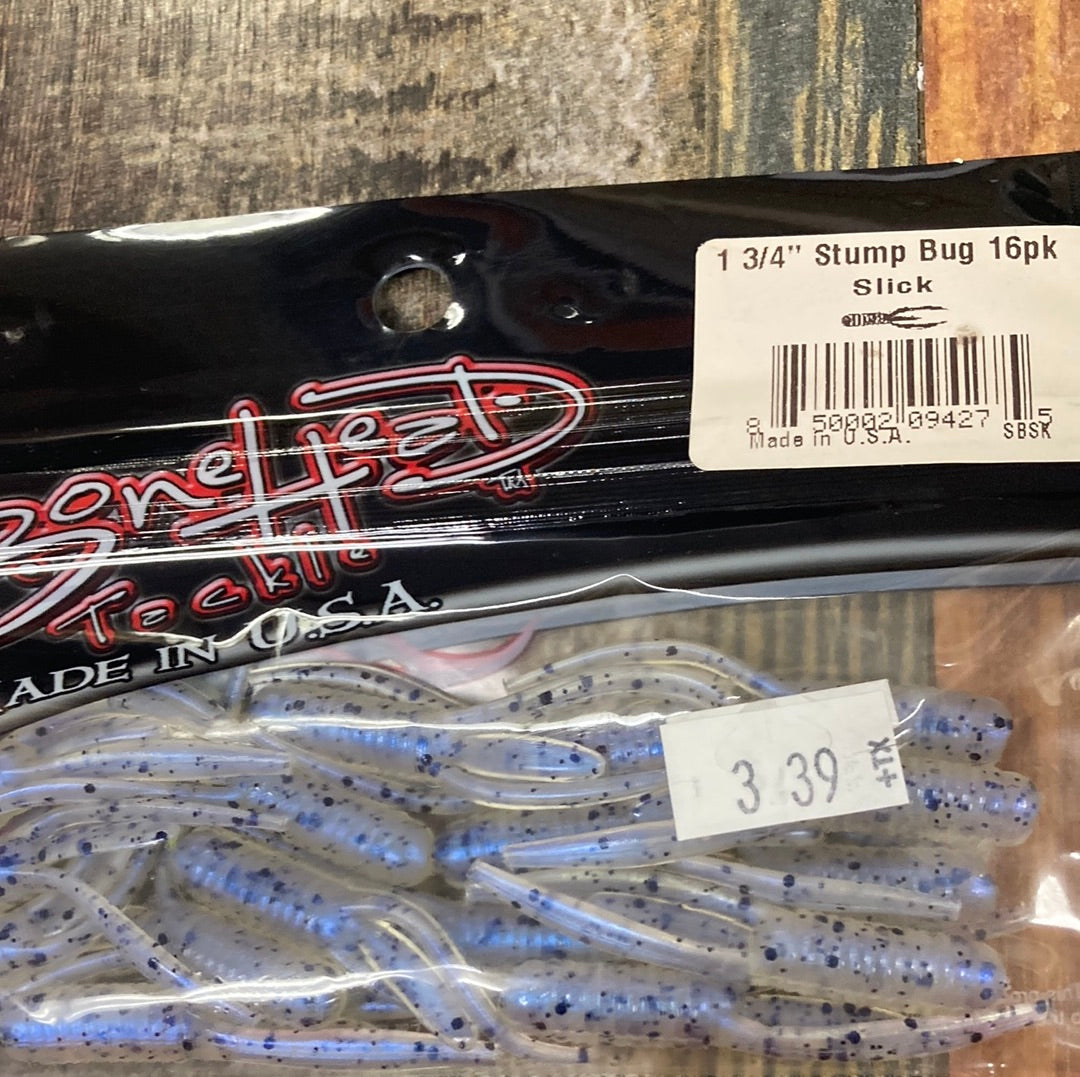 1 3/4” Stump Bug 16pk
Slick
8 50002 09427 5
Made in U.S.A. SBSK
BoneHeaD
TM
Tackle
MADE IN U.S.A.
3.39 +TX